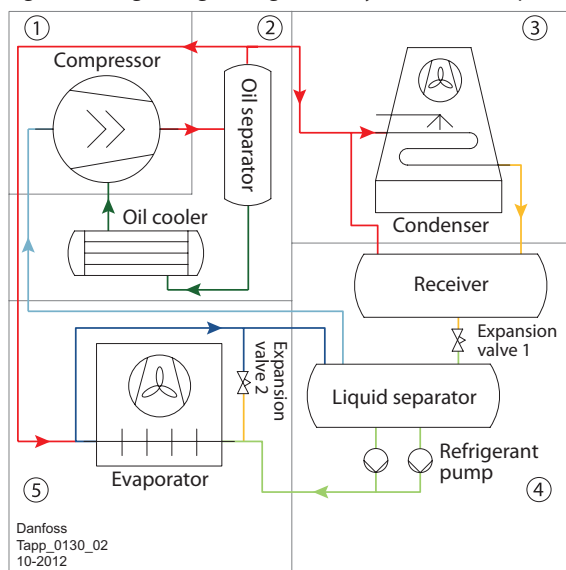 ①
②
③
Compressor
Oil separator
Oil cooler
Condenser
Receiver
Expansion
valve 1
Expansion
valve 2
Liquid separator
Evaporator
Refrigerant
pump
⑤
④
Danfoss
Tapp_0130_02
10-2012